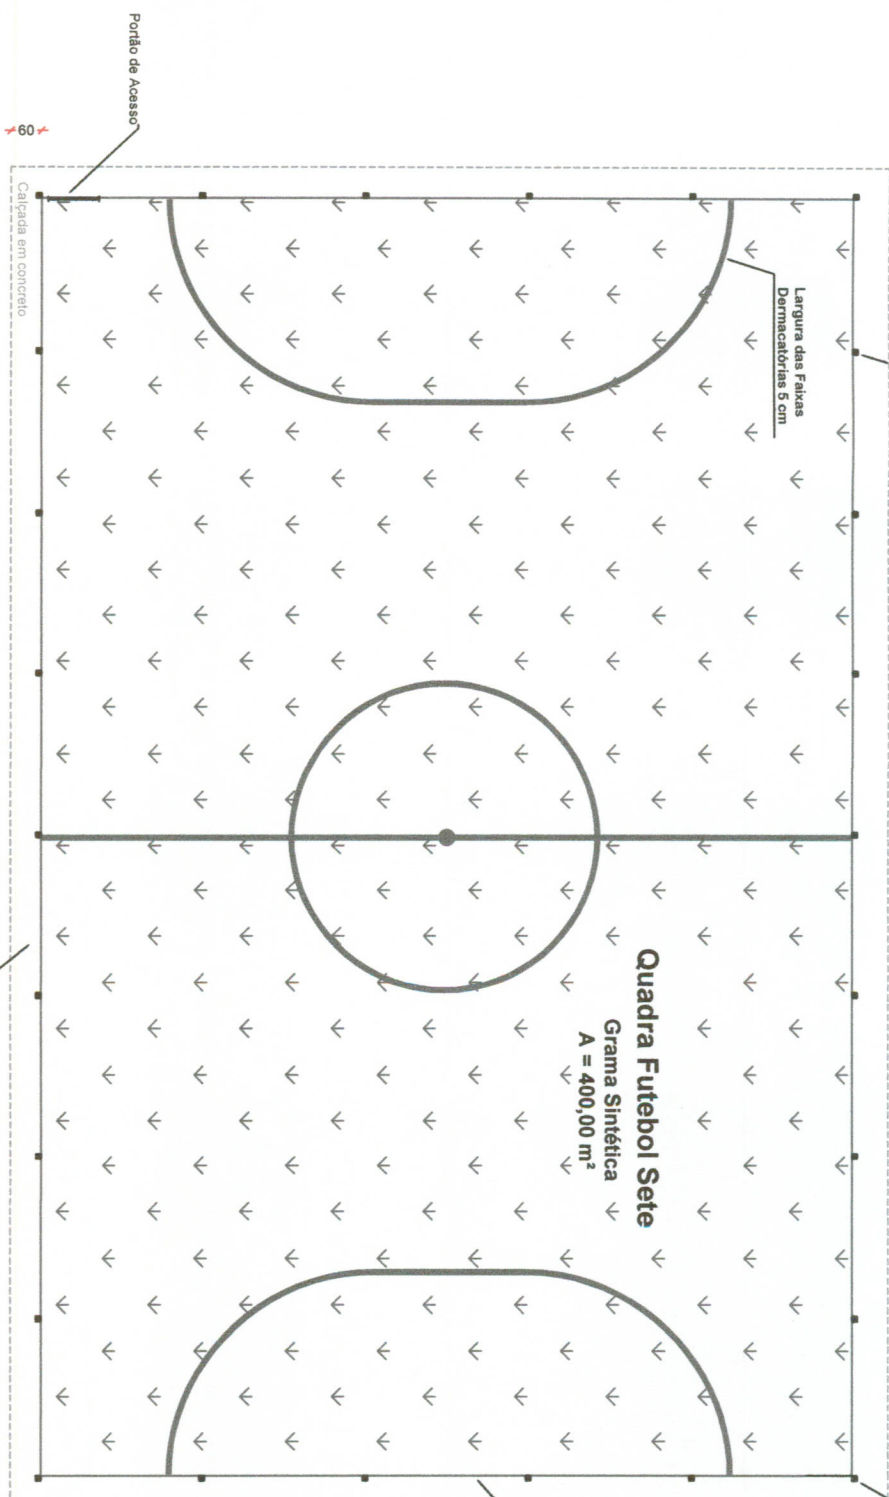 Portão de Acesso
60
Calçada em concreto
Largura das Faixas
Dermacatórias 5 cm
Quadra Futebol Sete
Grama Sintética
A = 400,00 m²